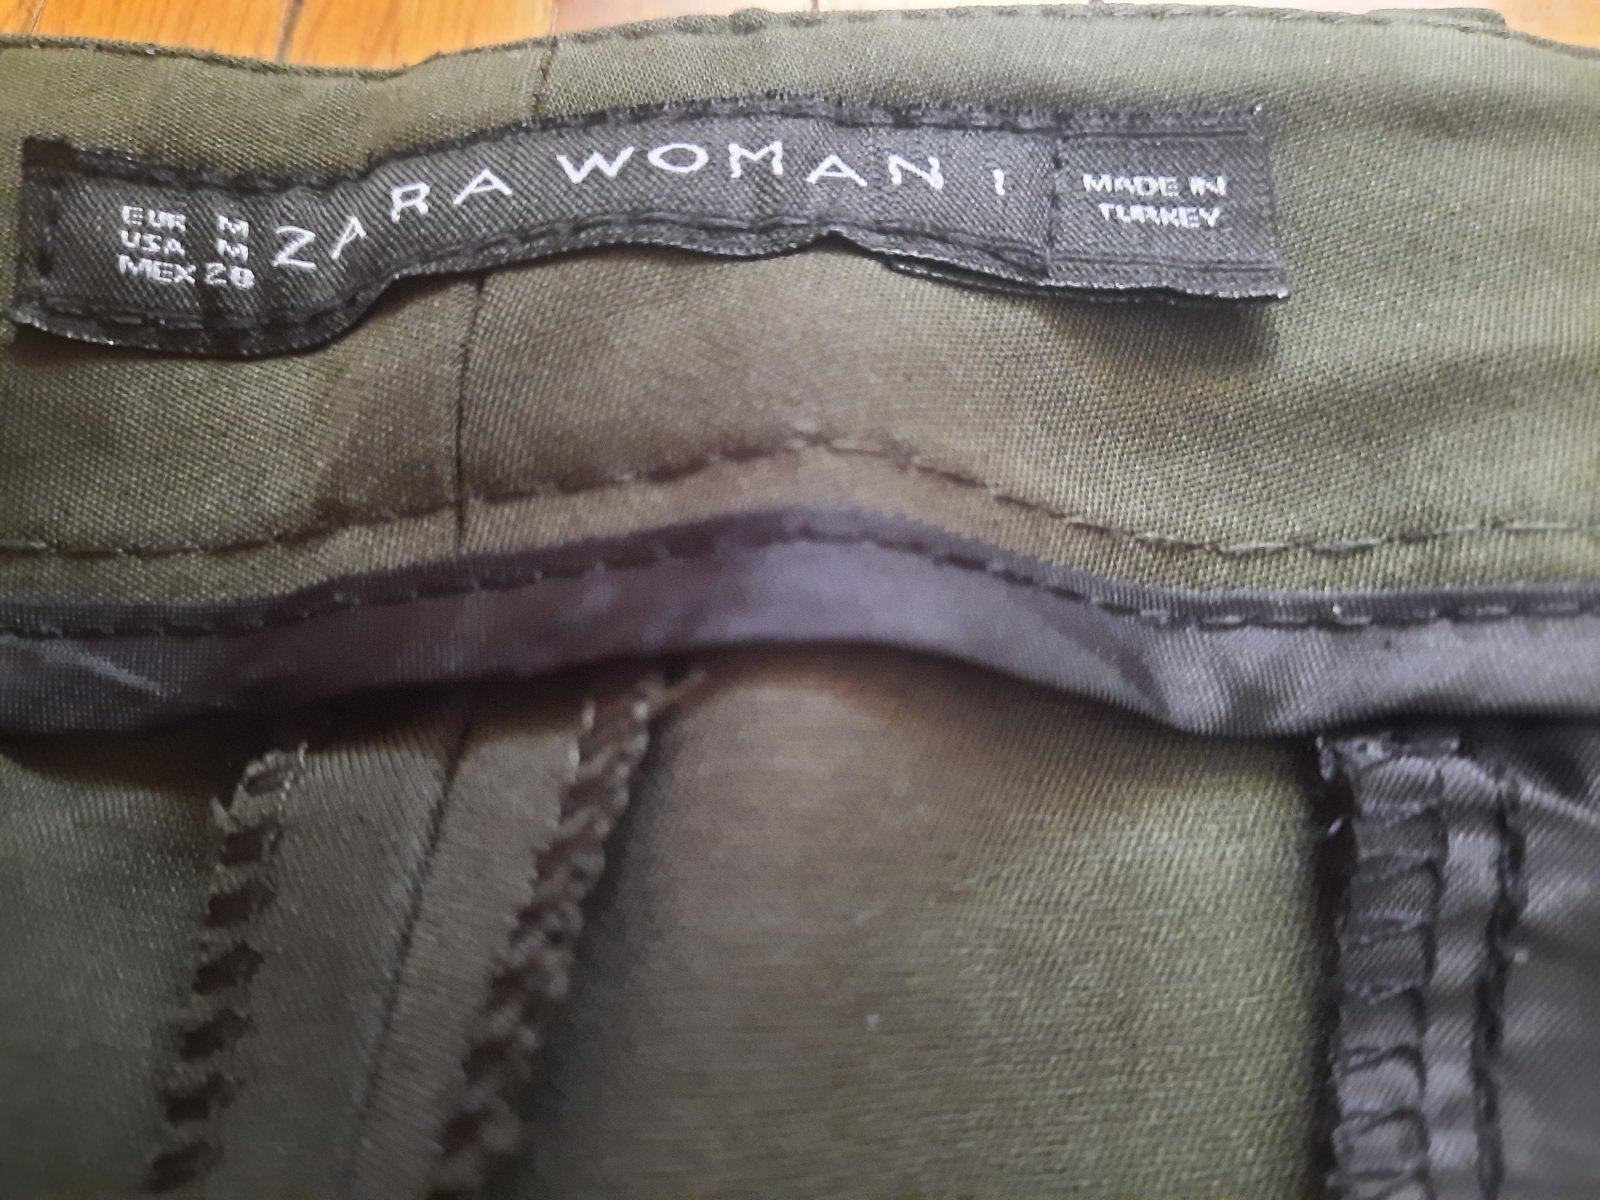 EUR M
USA M
MEX 28
ZARA WOMAN
MADE IN
TURKEY